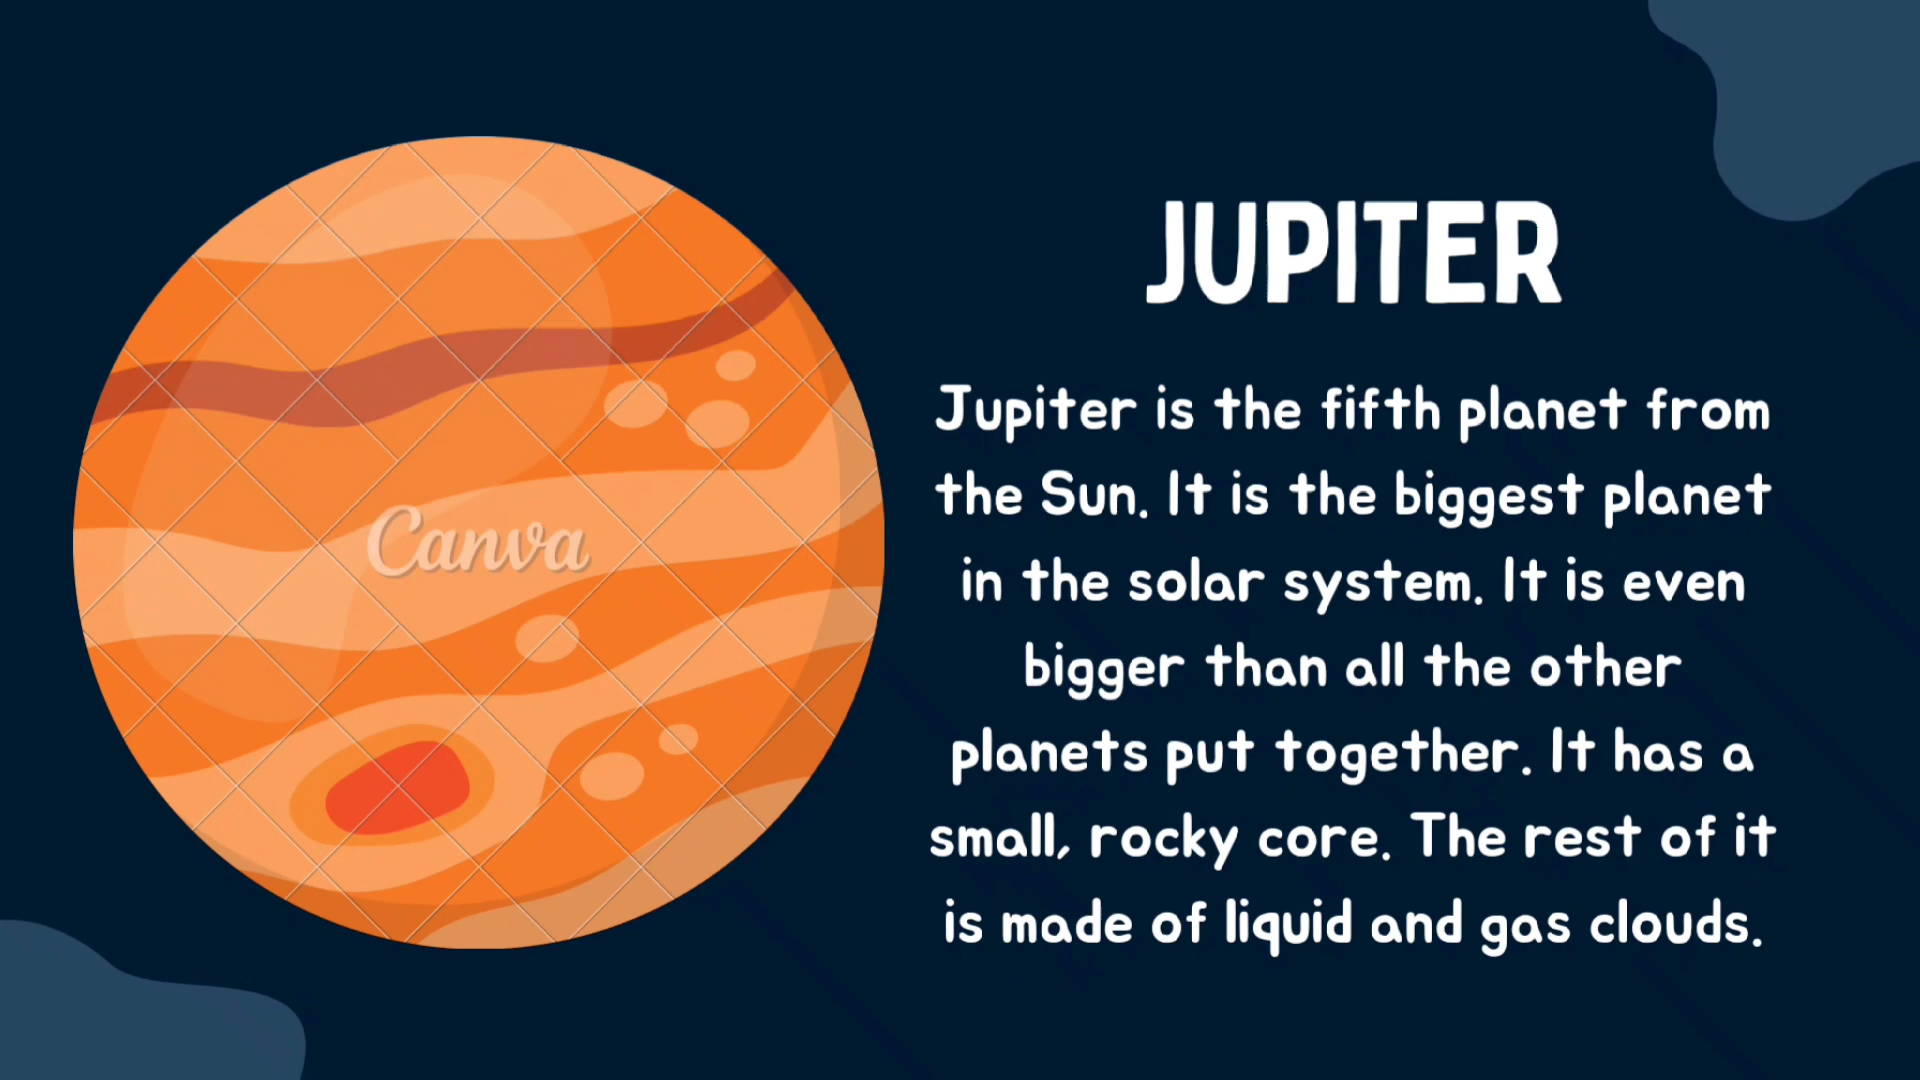 JUPITER
Jupiter is the fifth planet from
the Sun. It is the biggest planet
in the solar system. It is even
bigger than all the other
planets put together. It has a
small, rocky core. The rest of it
is made of liquid and gas clouds.
Canva